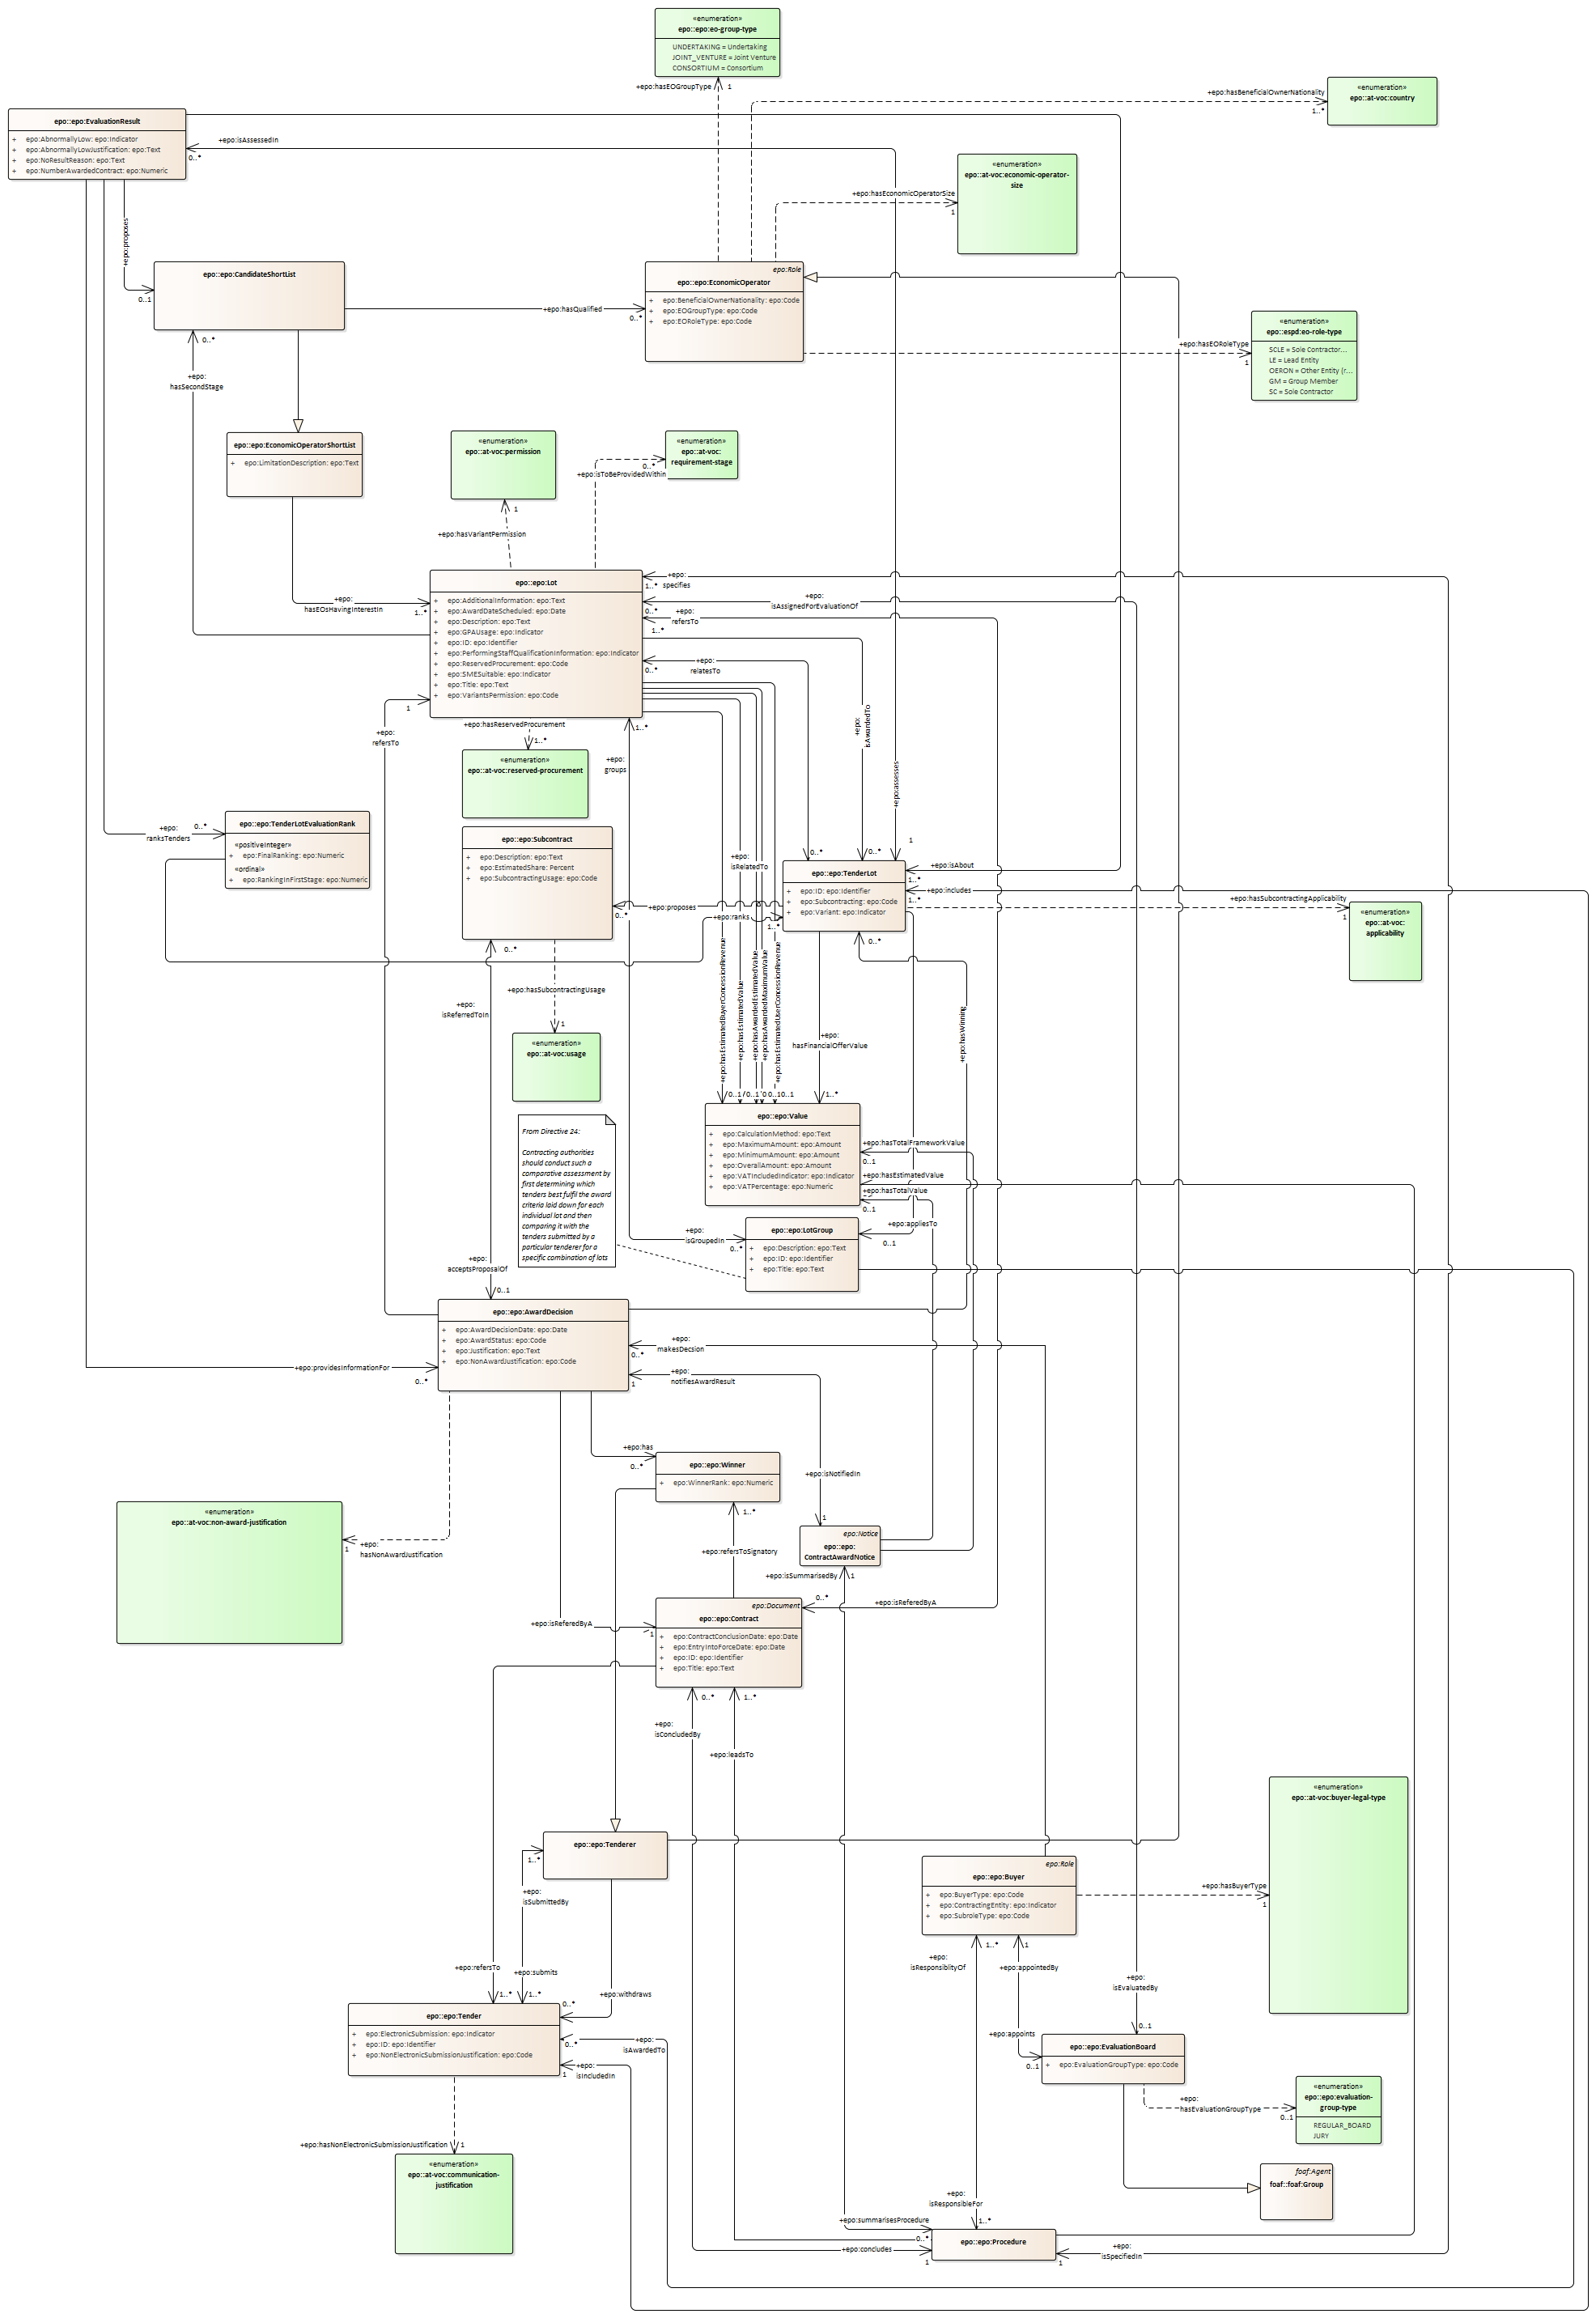 «enumeration»
epo::epo:eo-group-type
UNDERTAKING = Undertaking
JOINT_VENTURE = Joint Venture
CONSORTIUM = Consortium
+epo:hasEOGroupType
1
+epo:hasBeneficialOwnerNationality
1..*
«enumeration»
epo::at-voc:country
epo::epo:EvaluationResult
+ epo:AbnormallyLow: epo:Indicator
+ epo:AbnormallyLowJustification: epo:Text
+ epo:NoResultReason: epo:Text
+ epo:NumberAwardedContract: epo:Numeric
+epo:isAssessedIn
0..*
«enumeration»
epo::at-voc:economic-operator-
size
+epo:hasEconomicOperatorSize
1
+epo:proposes
0..1
epo::epo:CandidateShortList
+epo:hasQualified
0..*
epo:Role
epo::epo:EconomicOperator
+ epo:BeneficialOwnerNationality: epo:Code
+ epo:EOGroupType: epo:Code
+ epo:EORoleType: epo:Code
+epo:hasEORoleType
1
«enumeration»
epo::espd:eo-role-type
SCLE = Sole Contractor...
LE = Lead Entity
OERON = Other Entity (r...
GM = Group Member
SC = Sole Contractor
0..*
+epo:
hasSecondStage
epo::epo:EconomicOperatorShortList
+ epo:LimitationDescription: epo:Text
«enumeration»
epo::at-voc:permission
«enumeration»
epo::at-voc:
requirement-stage
0..*
+epo:isToBeProvidedWithin
1
+epo:hasVariantPermission
+epo:
hasEOsHavingInterestIn
1..*
epo::epo:Lot
+ epo:AdditionalInformation: epo:Text
+ epo:AwardDateScheduled: epo:Date
+ epo:Description: epo:Text
+ epo:GPAUsage: epo:Indicator
+ epo:ID: epo:Identifier
+ epo:PerformingStaffQualificationInformation: epo:Indicator
+ epo:ReservedProcurement: epo:Code
+ epo:SMESuitable: epo:Indicator
+ epo:Title: epo:Text
+ epo:VariantsPermission: epo:Code
+epo:
specifies
1..*
+epo:
isAssignedForEvaluationOf
0..*
+epo:
refersTo
1..*
+epo:
relatesTo
0..*
1
+epo:
refersTo
+epo:hasReservedProcurement
1..*
«enumeration»
epo::at-voc:reserved-procurement
1..*
+epo:
groups
+epo:
isAwardedTo
+epo:assesses
+epo:
ranksTenders
0..*
epo::epo:TenderLotEvaluationRank
«positiveInteger»
+ epo:FinalRanking: epo:Numeric
«ordinal»
+ epo:RankingInFirstStage: epo:Numeric
epo::epo:Subcontract
+ epo:Description: epo:Text
+ epo:EstimatedShare: Percent
+ epo:SubcontractingUsage: epo:Code
+epo:
isRelatedTo
0..*
0..*
1
epo::epo:TenderLot
+ epo:ID: epo:Identifier
+ epo:Subcontracting: epo:Code
+ epo:Variant: epo:Indicator
+epo:isAbout
1..*
+epo:includes
1..*
+epo:proposes
0..*
+epo:ranks
1..*
+epo:hasSubcontractingApplicability
1
«enumeration»
epo::at-voc:
applicability
0..*
0..*
+epo:hasSubcontractingUsage
1
+epo:
isReferredToIn
«enumeration»
epo::at-voc:usage
+epo:hasEstimatedBuyerConcessionRevenue
+epo:hasEstimatedValue
+epo:hasAwardedEstimatedValue
+epo:hasAwardedMaximumValue
+epo:hasEstimatedUserConcessionRevenue
+epo:
hasFinancialOfferValue
1..*
+epo:hasWinning
epo::epo:Value
+ epo:CalculationMethod: epo:Text
+ epo:MaximumAmount: epo:Amount
+ epo:MinimumAmount: epo:Amount
+ epo:OverallAmount: epo:Amount
+ epo:VATIncludedIndicator: epo:Indicator
+ epo:VATPercentage: epo:Numeric
+epo:hasTotalFrameworkValue
0..1
+epo:hasEstimatedValue
+epo:hasTotalValue
0..1
From Directive 24:
Contracting authorities
should conduct such a
comparative assessment by
first determining which
tenders best fulfil the award
criteria laid down for each
individual lot and then
comparing it with the
tenders submitted by a
particular tenderer for a
specific combination of lots
+epo:
isGroupedIn
0..*
epo::epo:LotGroup
+ epo:Description: epo:Text
+ epo:ID: epo:Identifier
+ epo:Title: epo:Text
+epo:appliesTo
0..1
+epo:
acceptsProposalOf
0..1
epo::epo:AwardDecision
+ epo:AwardDecisionDate: epo:Date
+ epo:AwardStatus: epo:Code
+ epo:Justification: epo:Text
+ epo:NonAwardJustification: epo:Code
+epo:providesInformationFor
0..*
+epo:
makesDecsion
0..*
+epo:
notifiesAwardResult
1
+epo:has
0..*
epo::epo:Winner
+ epo:WinnerRank: epo:Numeric
+epo:isNotifiedIn
1
«enumeration»
epo::at-voc:non-award-justification
+epo:
hasNonAwardJustification
1
1..*
+epo:refersToSignatory
epo:Notice
epo::epo:
ContractAwardNotice
+epo:isSummarisedBy
1
+epo:isReferedByA
1
epo:Document
epo::epo:Contract
+ epo:ContractConclusionDate: epo:Date
+ epo:EntryIntoForceDate: epo:Date
+ epo:ID: epo:Identifier
+ epo:Title: epo:Text
0..*
+epo:isReferedByA
0..*
1..*
+epo:
isConcludedBy
+epo:leadsTo
epo::epo:Tenderer
1..*
+epo:
isSubmittedBy
«enumeration»
epo::at-voc:buyer-legal-type
epo:Role
epo::epo:Buyer
+ epo:BuyerType: epo:Code
+ epo:ContractingEntity: epo:Indicator
+ epo:SubroleType: epo:Code
+epo:hasBuyerType
1
1..*
1
+epo:
isResponsiblityOf
+epo:appointedBy
+epo:refersTo
1..*
+epo:submits
1..*
+epo:withdraws
0..*
+epo:
isEvaluatedBy
0..1
epo::epo:Tender
+ epo:ElectronicSubmission: epo:Indicator
+ epo:ID: epo:Identifier
+ epo:NonElectronicSubmissionJustification: epo:Code
+epo:
isAwardedTo
0..*
+epo:
isIncludedIn
1
+epo:appoints
0..1
epo::epo:EvaluationBoard
+ epo:EvaluationGroupType: epo:Code
+epo:
hasEvaluationGroupType
0..1
«enumeration»
epo::epo:evaluation-
group-type
REGULAR_BOARD
JURY
+epo:hasNonElectronicSubmissionJustification
1
«enumeration»
epo::at-voc:communication-
justification
foaf:Agent
foaf::foaf:Group
+epo:
isResponsibleFor
1..*
+epo:summarisesProcedure
0..*
+epo:concludes
1
epo::epo:Procedure
+epo:
isSpecifiedIn
1